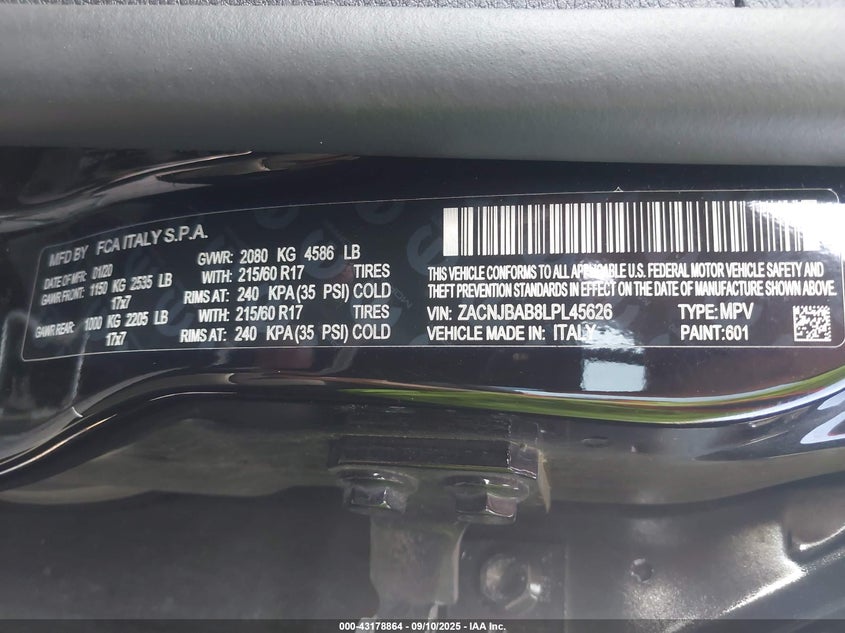 MFD BY FCA ITALY S.P.A.
DATE OF MFR: 01/20 GVWR: 2080 KG 4586 LB
GAWR FRONT: 1150 KG 2535 LB WITH: 215/60 R17 TIRES
17x7 RIMS AT: 240 KPA (35 PSI) COLD
GAWR REAR: 1000 KG 2205 LB WITH: 215/60 R17 TIRES
17x7 RIMS AT: 240 KPA (35 PSI) COLD
THIS VEHICLE CONFORMS TO ALL APPLICABLE U.S. FEDERAL MOTOR VEHICLE SAFETY AND
THEFT PREVENTION STANDARDS IN EFFECT ON THE DATE OF MANUFACTURE SHOWN ABOVE.
VIN: ZACNJBAB8LPL45626 TYPE: MPV
VEHICLE MADE IN: ITALY PAINT:601
000-43178864 - 09/10/2025 - IAA Inc.